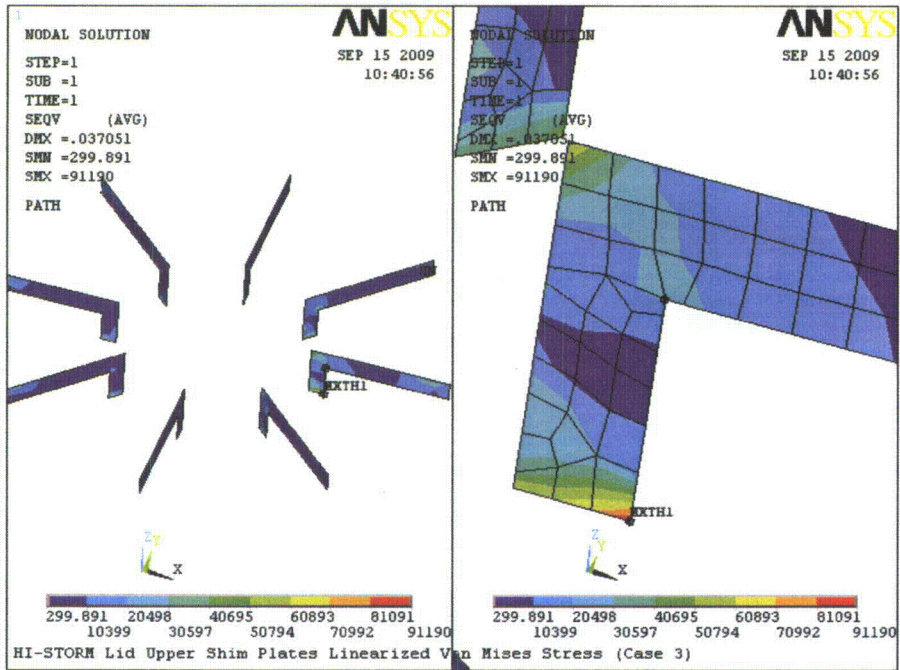 1
ANSYS
NODAL SOLUTION
SEP 15 2009
10:40:56
STEP=1
SUB =1
TIME=1
SEQV (AVG)
DMX =.037051
SMN =299.891
SMX =91190
PATH
MXTH1
Z
Y
X
299.891 20498 40695 60893 81091
10399 30597 50794 70992 91190
ANSYS
NODAL SOLUTION
SEP 15 2009
10:40:56
STEP=1
SUB =1
TIME=1
SEQV (AVG)
DMX =.037051
SMN =299.891
SMX =91190
PATH
MXTH1
Z
Y
X
299.891 20498 40695 60893 81091
10399 30597 50794 70992 91190
HI-STORM Lid Upper Shim Plates Linearized Von Mises Stress (Case 3)